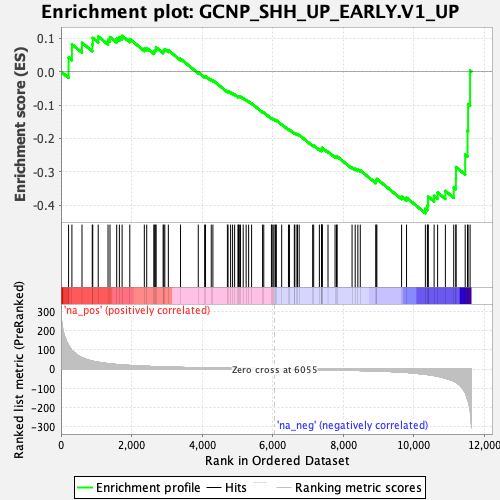 Enrichment plot: GCNP_SHH_UP_EARLY.V1_UP
Enrichment score (ES)
0.1
0.0
-0.1
-0.2
-0.3
-0.4
Ranked list metric (PreRanked)
'na_pos' (positively correlated)
300
200
100
0
-100
-200
-300
Zero cross at 6055
'na_neg' (negatively correlated)
0 2,000 4,000 6,000 8,000 10,000 12,000
Rank in Ordered Dataset
Enrichment profile Hits Ranking metric scores